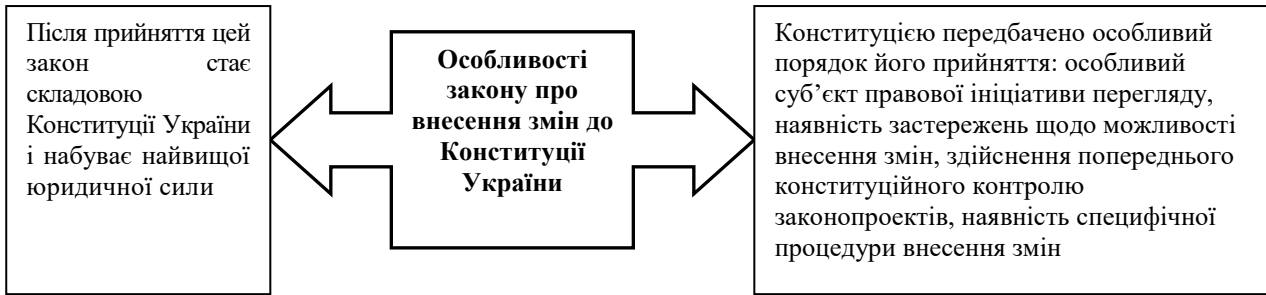 Після прийняття цей
закон стає
складовою
Конституції України
і набуває найвищої
юридичної сили
Особливості
закону про
внесення змін до
Конституції
України
Конституцією передбачено особливий
порядок його прийняття: особливий
суб’єкт правової ініціативи перегляду,
наявність застережень щодо можливості
внесення змін, здійснення попереднього
конституційного контролю
законопроектів, наявність специфічної
процедури внесення змін